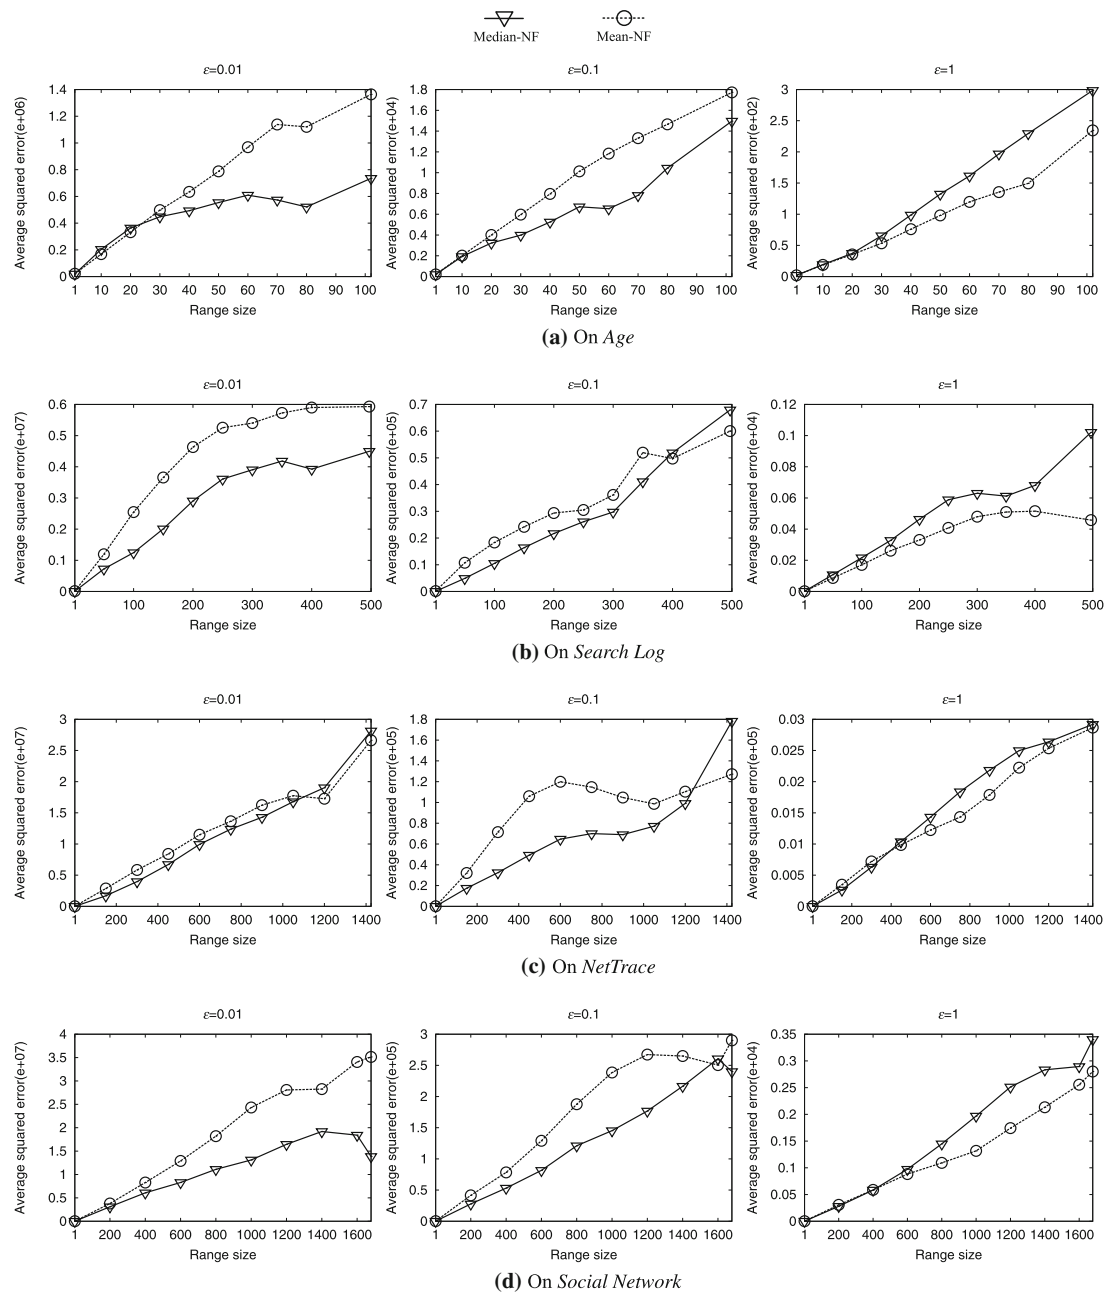 Median-NF Mean-NF
ε=0.01 ε=0.1 ε=1
Average squared error(e+06)
1.4
1.2
1
0.8
0.6
0.4
0.2
0
1 10 20 30 40 50 60 70 80 90 100
Range size
Average squared error(e+04)
1.8
1.6
1.4
1.2
1
0.8
0.6
0.4
0.2
0
1 10 20 30 40 50 60 70 80 90 100
Range size
Average squared error(e+02)
3
2.5
2
1.5
1
0.5
0
1 10 20 30 40 50 60 70 80 90 100
Range size
(a) On Age
ε=0.01 ε=0.1 ε=1
Average squared error(e+07)
0.6
0.5
0.4
0.3
0.2
0.1
0
1 100 200 300 400 500
Range size
Average squared error(e+05)
0.7
0.6
0.5
0.4
0.3
0.2
0.1
0
1 100 200 300 400 500
Range size
Average squared error(e+04)
0.12
0.1
0.08
0.06
0.04
0.02
0
1 100 200 300 400 500
Range size
(b) On Search Log
ε=0.01 ε=0.1 ε=1
Average squared error(e+07)
3
2.5
2
1.5
1
0.5
0
1 200 400 600 800 1000 1200 1400
Range size
Average squared error(e+05)
1.8
1.6
1.4
1.2
1
0.8
0.6
0.4
0.2
0
1 200 400 600 800 1000 1200 1400
Range size
Average squared error(e+05)
0.03
0.025
0.02
0.015
0.01
0.005
0
1 200 400 600 800 1000 1200 1400
Range size
(c) On NetTrace
ε=0.01 ε=0.1 ε=1
Average squared error(e+07)
4
3.5
3
2.5
2
1.5
1
0.5
0
1 200 400 600 800 1000 1200 1400 1600
Range size
Average squared error(e+05)
3
2.5
2
1.5
1
0.5
0
1 200 400 600 800 1000 1200 1400 1600
Range size
Average squared error(e+04)
0.35
0.3
0.25
0.2
0.15
0.1
0.05
0
1 200 400 600 800 1000 1200 1400 1600
Range size
(d) On Social Network